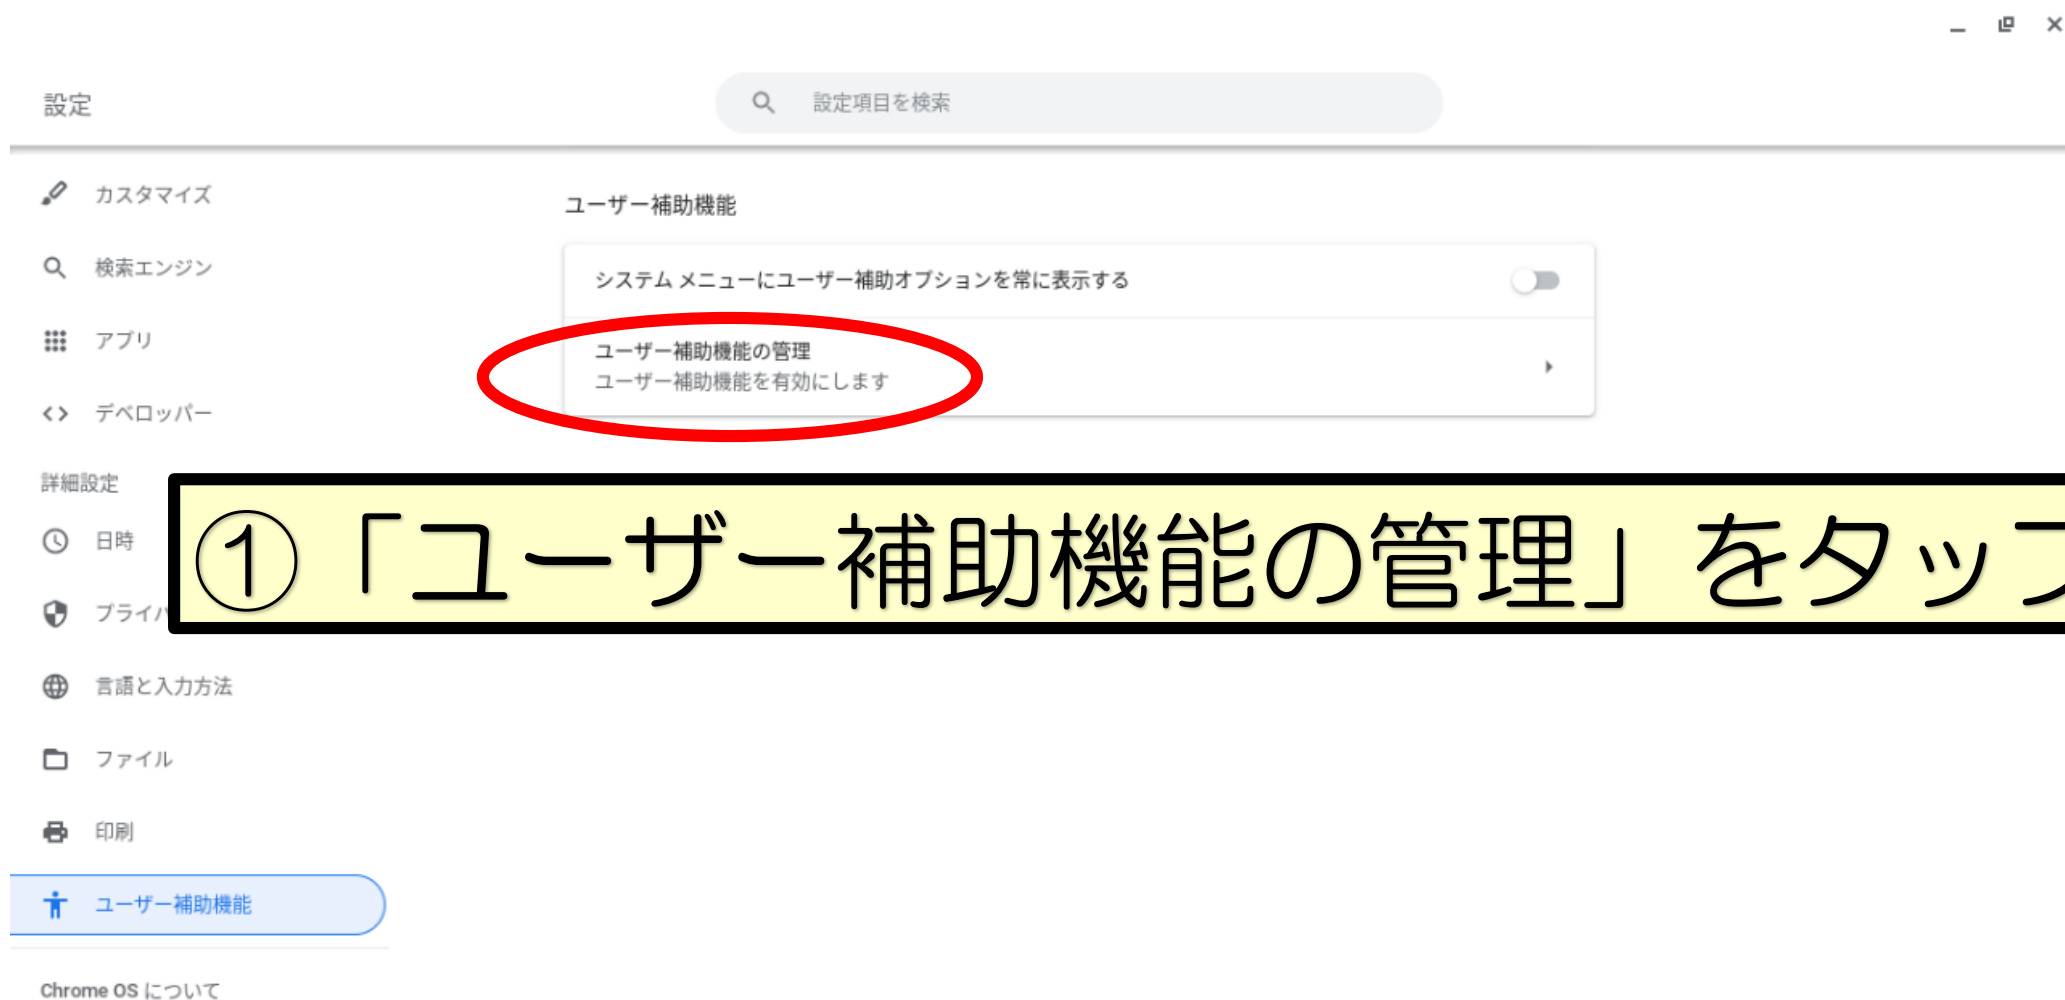 設定
設定項目を検索
カスタマイズ
検索エンジン
アプリ
デベロッパー
詳細設定
日時
プライバ
言語と入力方法
ファイル
印刷
ユーザー補助機能
Chrome OS について
ユーザー補助機能
システム メニューにユーザー補助オプションを常に表示する
ユーザー補助機能の管理
ユーザー補助機能を有効にします
①「ユーザー補助機能の管理」をタップ